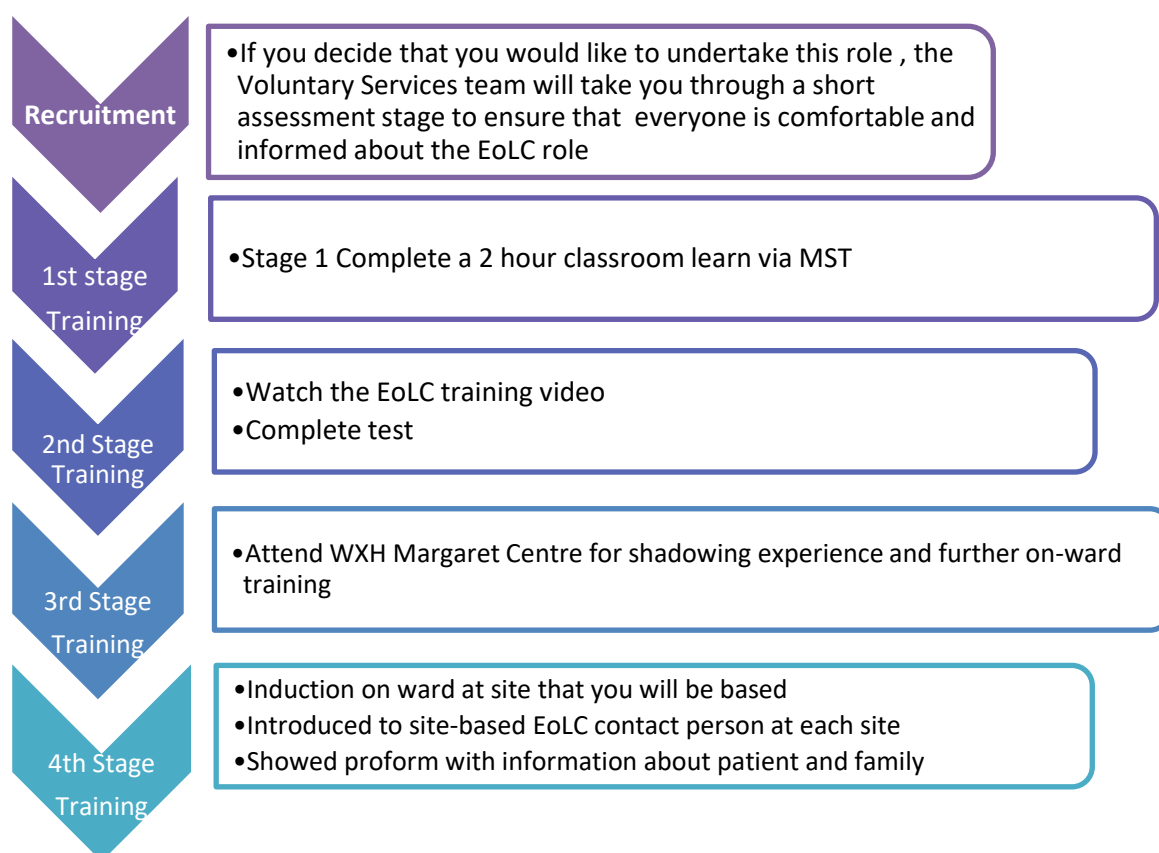 Recruitment
•If you decide that you would like to undertake this role , the
Voluntary Services team will take you through a short
assessment stage to ensure that  everyone is comfortable and
informed about the EoLC role
1st stage
Training
•Stage 1 Complete a 2 hour classroom learn via MST
2nd Stage
Training
•Watch the EoLC training video
•Complete test
3rd Stage
Training
•Attend WXH Margaret Centre for shadowing experience and further on-ward
training
4th Stage
Training
•Induction on ward at site that you will be based
•Introduced to site-based EoLC contact person at each site
•Showed proform with information about patient and family